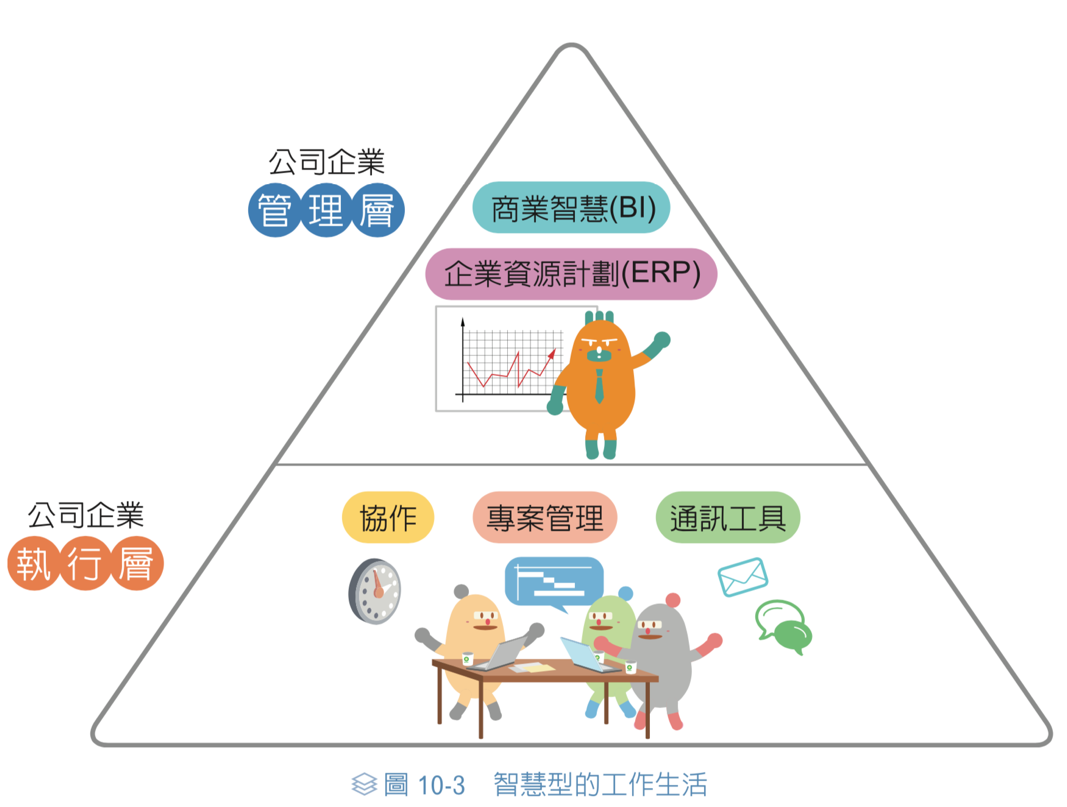 公司企業
管理層
商業智慧(BI)
企業資源計劃(ERP)
公司企業
執行層
協作
專案管理
通訊工具
圖 10-3 智慧型的工作生活